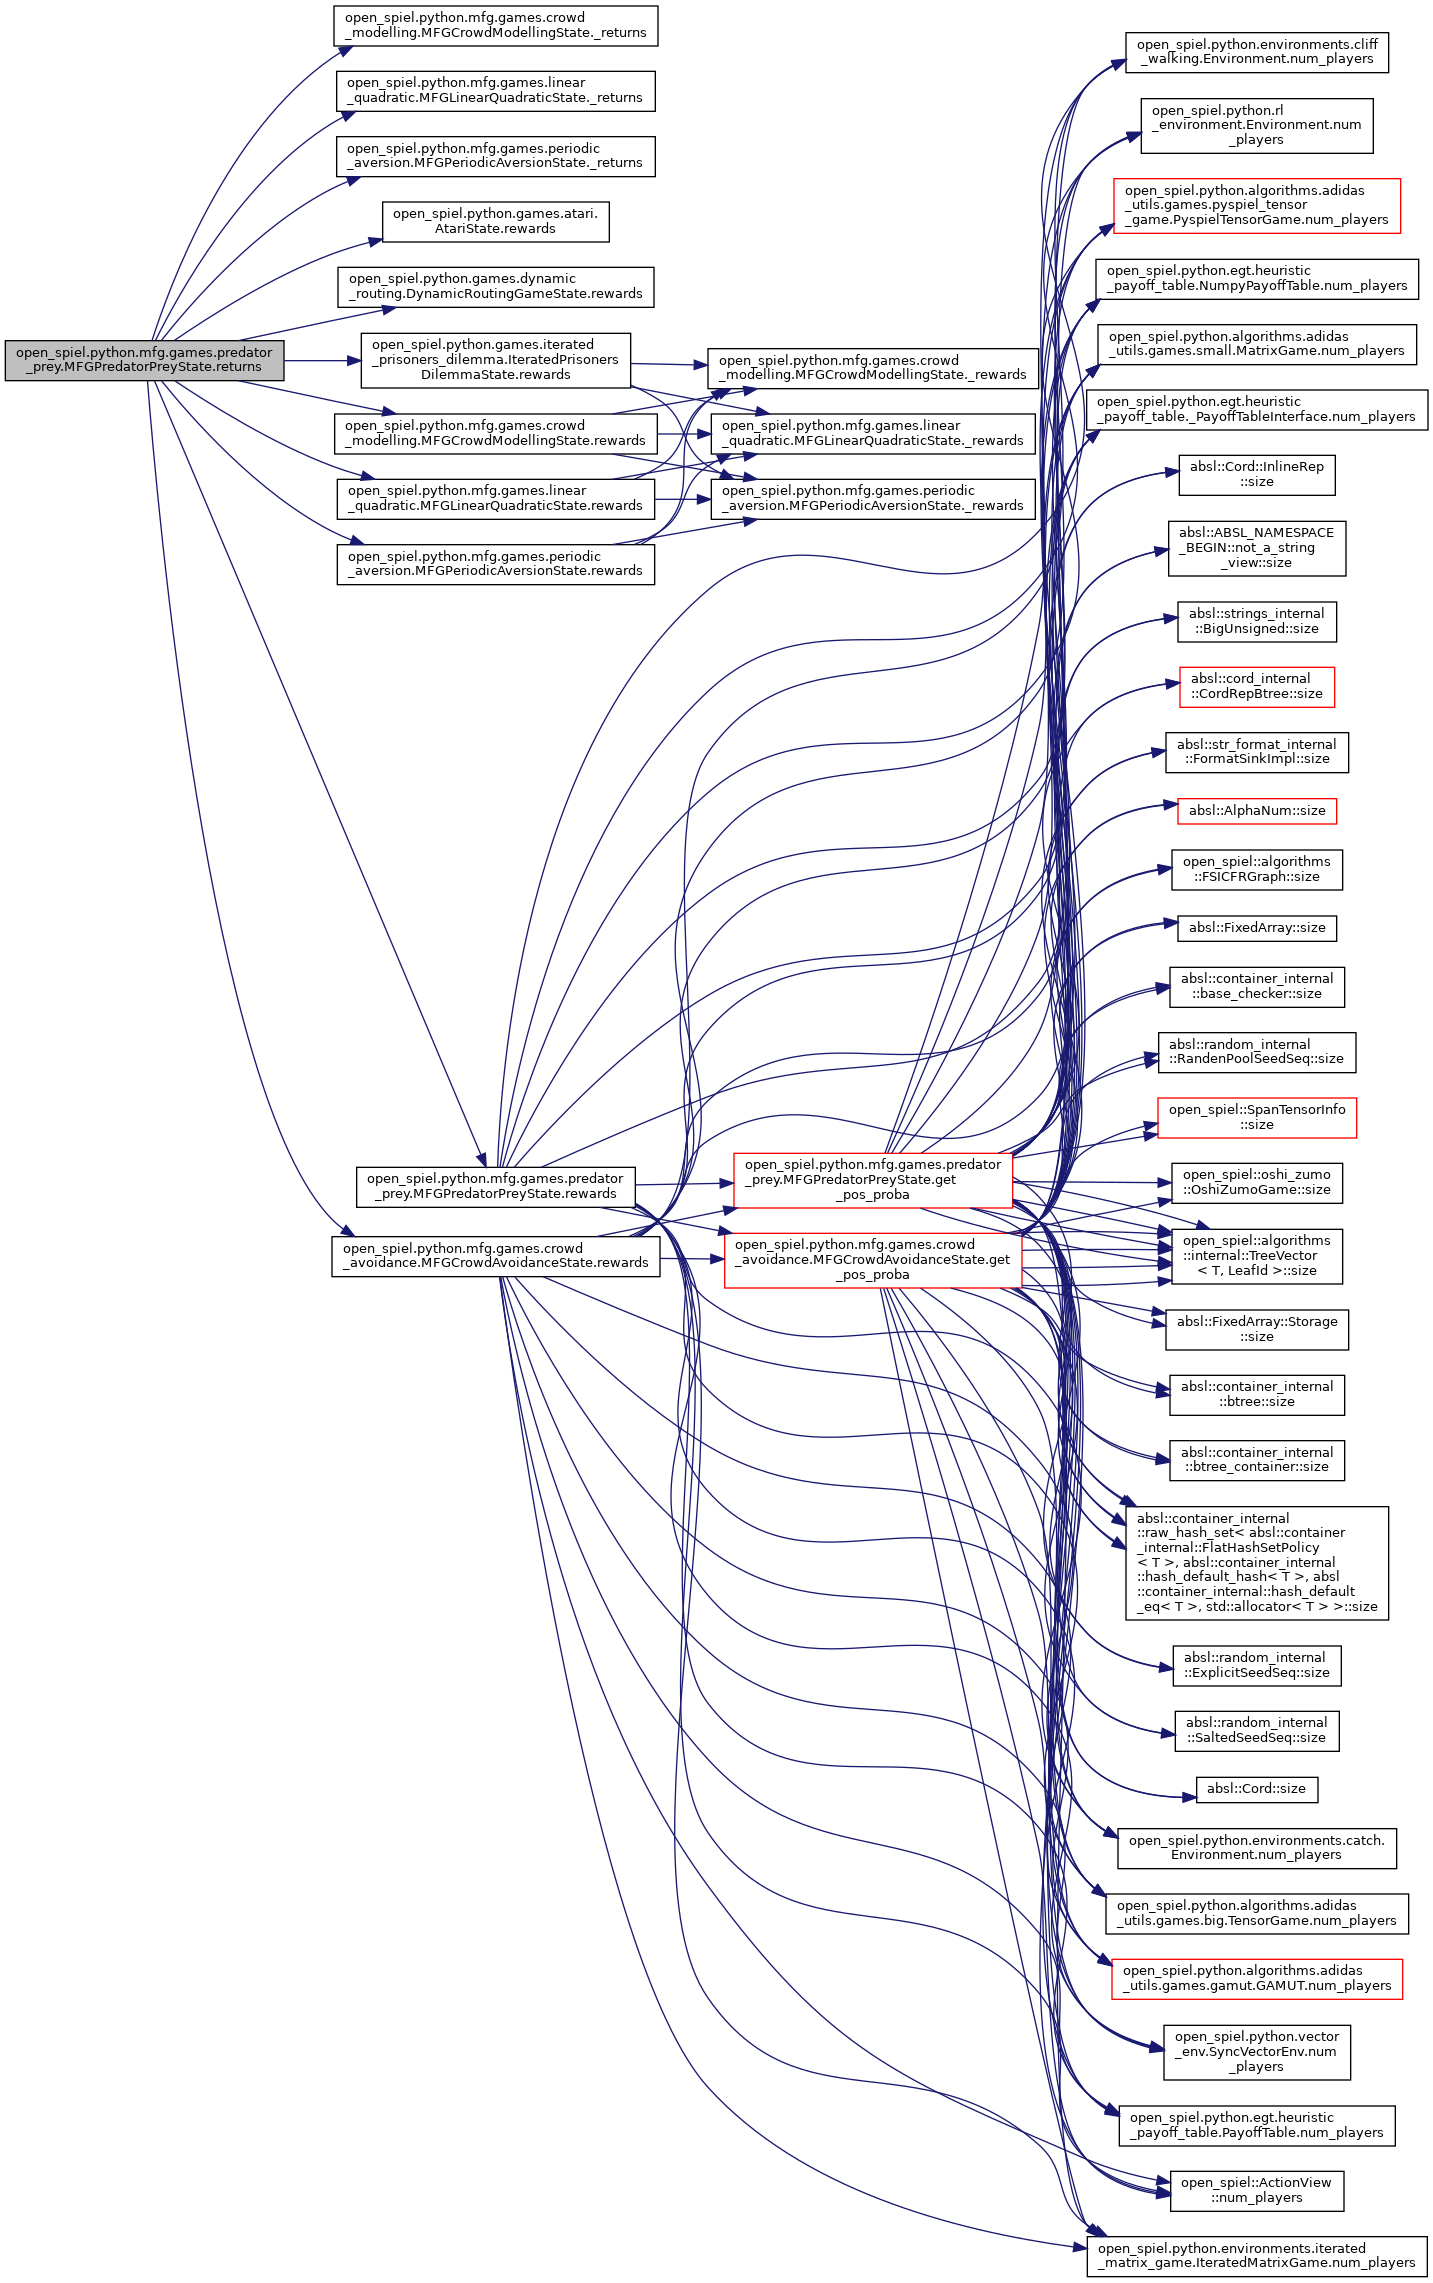 open_spiel.python.mfg.games.predator
_prey.MFGPredatorPreyState.returns
open_spiel.python.mfg.games.crowd
_modelling.MFGCrowdModellingState._returns
open_spiel.python.mfg.games.linear
_quadratic.MFGLinearQuadraticState._returns
open_spiel.python.mfg.games.periodic
_aversion.MFGPeriodicAversionState._returns
open_spiel.python.games.atari.
AtariState.rewards
open_spiel.python.games.dynamic
_routing.DynamicRoutingGameState.rewards
open_spiel.python.games.iterated
_prisoners_dilemma.IteratedPrisoners
DilemmaState.rewards
open_spiel.python.mfg.games.crowd
_modelling.MFGCrowdModellingState.rewards
open_spiel.python.mfg.games.linear
_quadratic.MFGLinearQuadraticState.rewards
open_spiel.python.mfg.games.periodic
_aversion.MFGPeriodicAversionState.rewards
open_spiel.python.mfg.games.predator
_prey.MFGPredatorPreyState.rewards
open_spiel.python.mfg.games.crowd
_avoidance.MFGCrowdAvoidanceState.rewards
open_spiel.python.mfg.games.crowd
_modelling.MFGCrowdModellingState._rewards
open_spiel.python.mfg.games.linear
_quadratic.MFGLinearQuadraticState._rewards
open_spiel.python.mfg.games.periodic
_aversion.MFGPeriodicAversionState._rewards
open_spiel.python.mfg.games.predator
_prey.MFGPredatorPreyState.get
_pos_proba
open_spiel.python.mfg.games.crowd
_avoidance.MFGCrowdAvoidanceState.get
_pos_proba
open_spiel.python.environments.cliff
_walking.Environment.num_players
open_spiel.python.rl
_environment.Environment.num
_players
open_spiel.python.algorithms.adidas
_utils.games.pyspiel_tensor
_game.PyspielTensorGame.num_players
open_spiel.python.egt.heuristic
_payoff_table.NumpyPayoffTable.num_players
open_spiel.python.algorithms.adidas
_utils.games.small.MatrixGame.num_players
open_spiel.python.egt.heuristic
_payoff_table._PayoffTableInterface.num_players
absl::Cord::InlineRep
::size
absl::ABSL_NAMESPACE
_BEGIN::not_a_string
_view::size
absl::strings_internal
::BigUnsigned::size
absl::cord_internal
::CordRepBtree::size
absl::str_format_internal
::FormatSinkImpl::size
absl::AlphaNum::size
open_spiel::algorithms
::FSICFRGraph::size
absl::FixedArray::size
absl::container_internal
::base_checker::size
absl::random_internal
::RandenPoolSeedSeq::size
open_spiel::SpanTensorInfo
::size
open_spiel::oshi_zumo
::OshiZumoGame::size
open_spiel::algorithms
::internal::TreeVector
< T, LeafId >::size
absl::FixedArray::Storage
::size
absl::container_internal
::btree::size
absl::container_internal
::btree_container::size
absl::container_internal
::raw_hash_set< absl::container
_internal::FlatHashSetPolicy
< T >, absl::container_internal
::hash_default_hash< T >, absl
::container_internal::hash_default
_eq< T >, std::allocator< T > >::size
absl::random_internal
::ExplicitSeedSeq::size
absl::random_internal
::SaltedSeedSeq::size
absl::Cord::size
open_spiel.python.environments.catch.
Environment.num_players
open_spiel.python.algorithms.adidas
_utils.games.big.TensorGame.num_players
open_spiel.python.algorithms.adidas
_utils.games.gamut.GAMUT.num_players
open_spiel.python.vector
_env.SyncVectorEnv.num
_players
open_spiel.python.egt.heuristic
_payoff_table.PayoffTable.num_players
open_spiel::ActionView
::num_players
open_spiel.python.environments.iterated
_matrix_game.IteratedMatrixGame.num_players